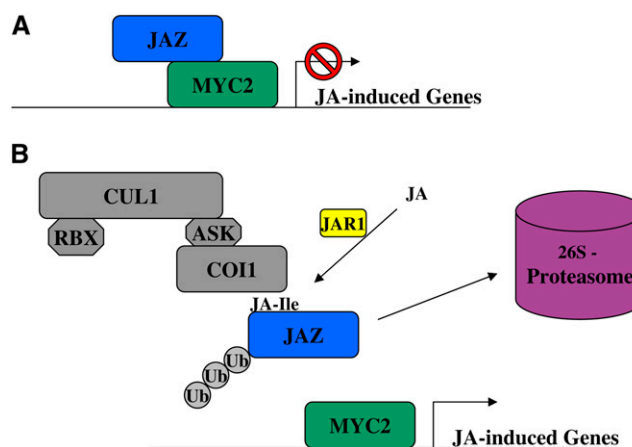 A
JAZ
MYC2
JA-induced Genes
B
CUL1
RBX
ASK
COI1
JA
JAR1
26S -
Proteasome
JA-Ile
JAZ
Ub
Ub
Ub
MYC2
JA-induced Genes